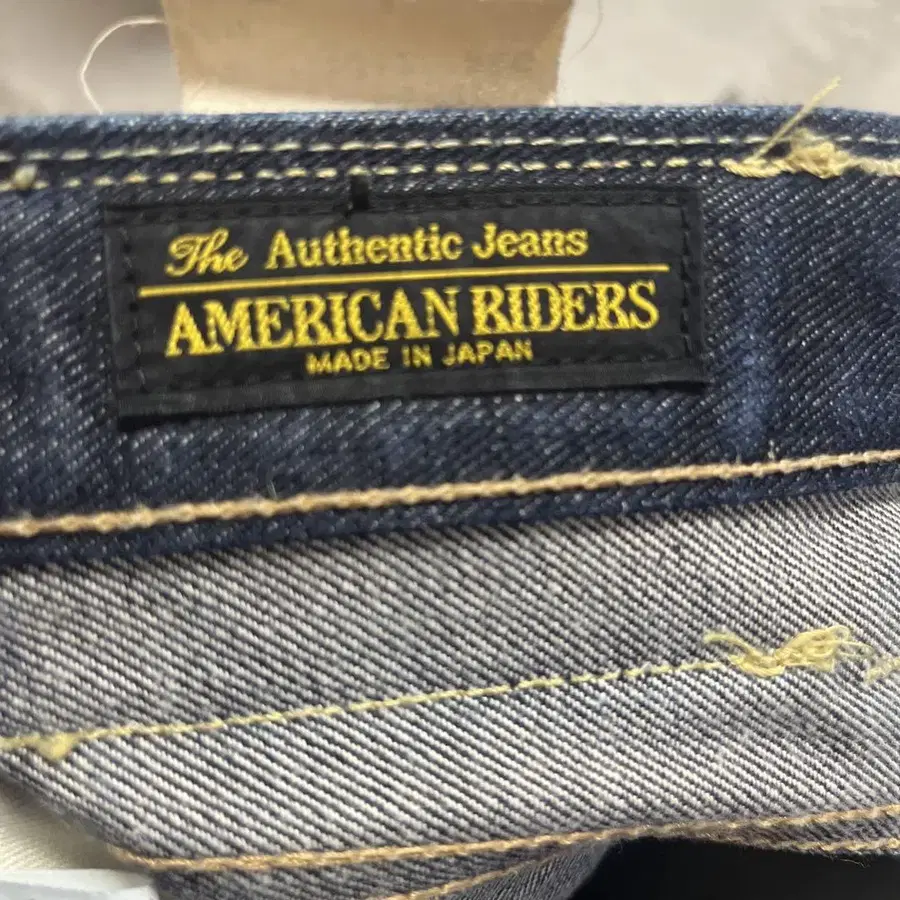 The Authentic Jeans
AMERICAN RIDERS
MADE IN JAPAN